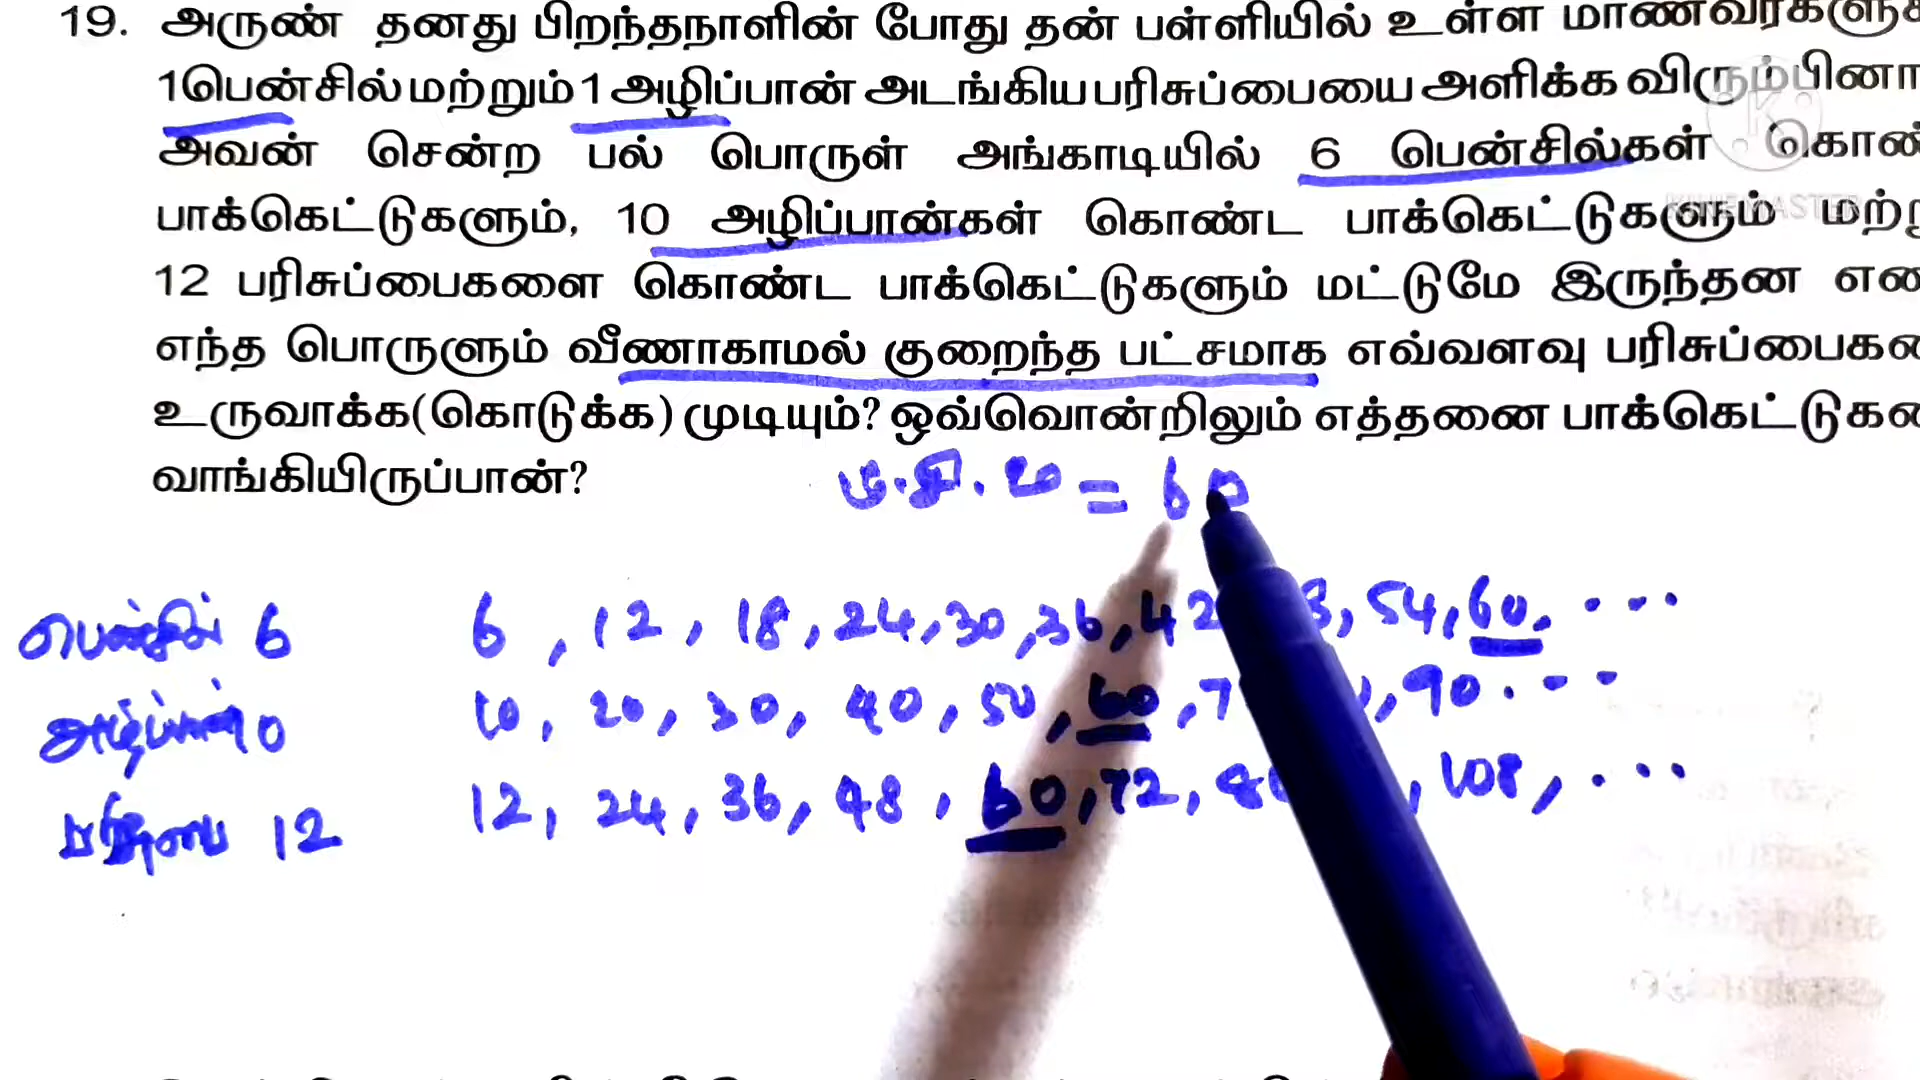 19. அருண் தனது பிறந்தநாளின் போது தன் பள்ளியில் உள்ள மாணவர்களுக்
1பென்சில் மற்றும் 1 அழிப்பான் அடங்கிய பரிசுப்பையை அளிக்க விரும்பினா
அவன் சென்ற பல் பொருள் அங்காடியில் 6 பென்சில்கள் கொண்
பாக்கெட்டுகளும், 10 அழிப்பான்கள் கொண்ட பாக்கெட்டுகளும் மற்று
12 பரிசுப்பைகளை கொண்ட பாக்கெட்டுகளும் மட்டுமே இருந்தன என
எந்த பொருளும் வீணாகாமல் குறைந்த பட்சமாக எவ்வளவு பரிசுப்பைகை
உருவாக்க(கொடுக்க) முடியும்? ஒவ்வொன்றிலும் எத்தனை பாக்கெட்டுகை
வாங்கியிருப்பான்?
மீ.சி.ம = 60
பென்சில் 6 6, 12, 18, 24, 30, 36, 42 54, 60, ...
அழிப்பான் 10 10, 20, 30, 40, 50, 60, 90 ...
12 12, 24, 36, 48, 60, 72, 108, ...
KINEMASTER